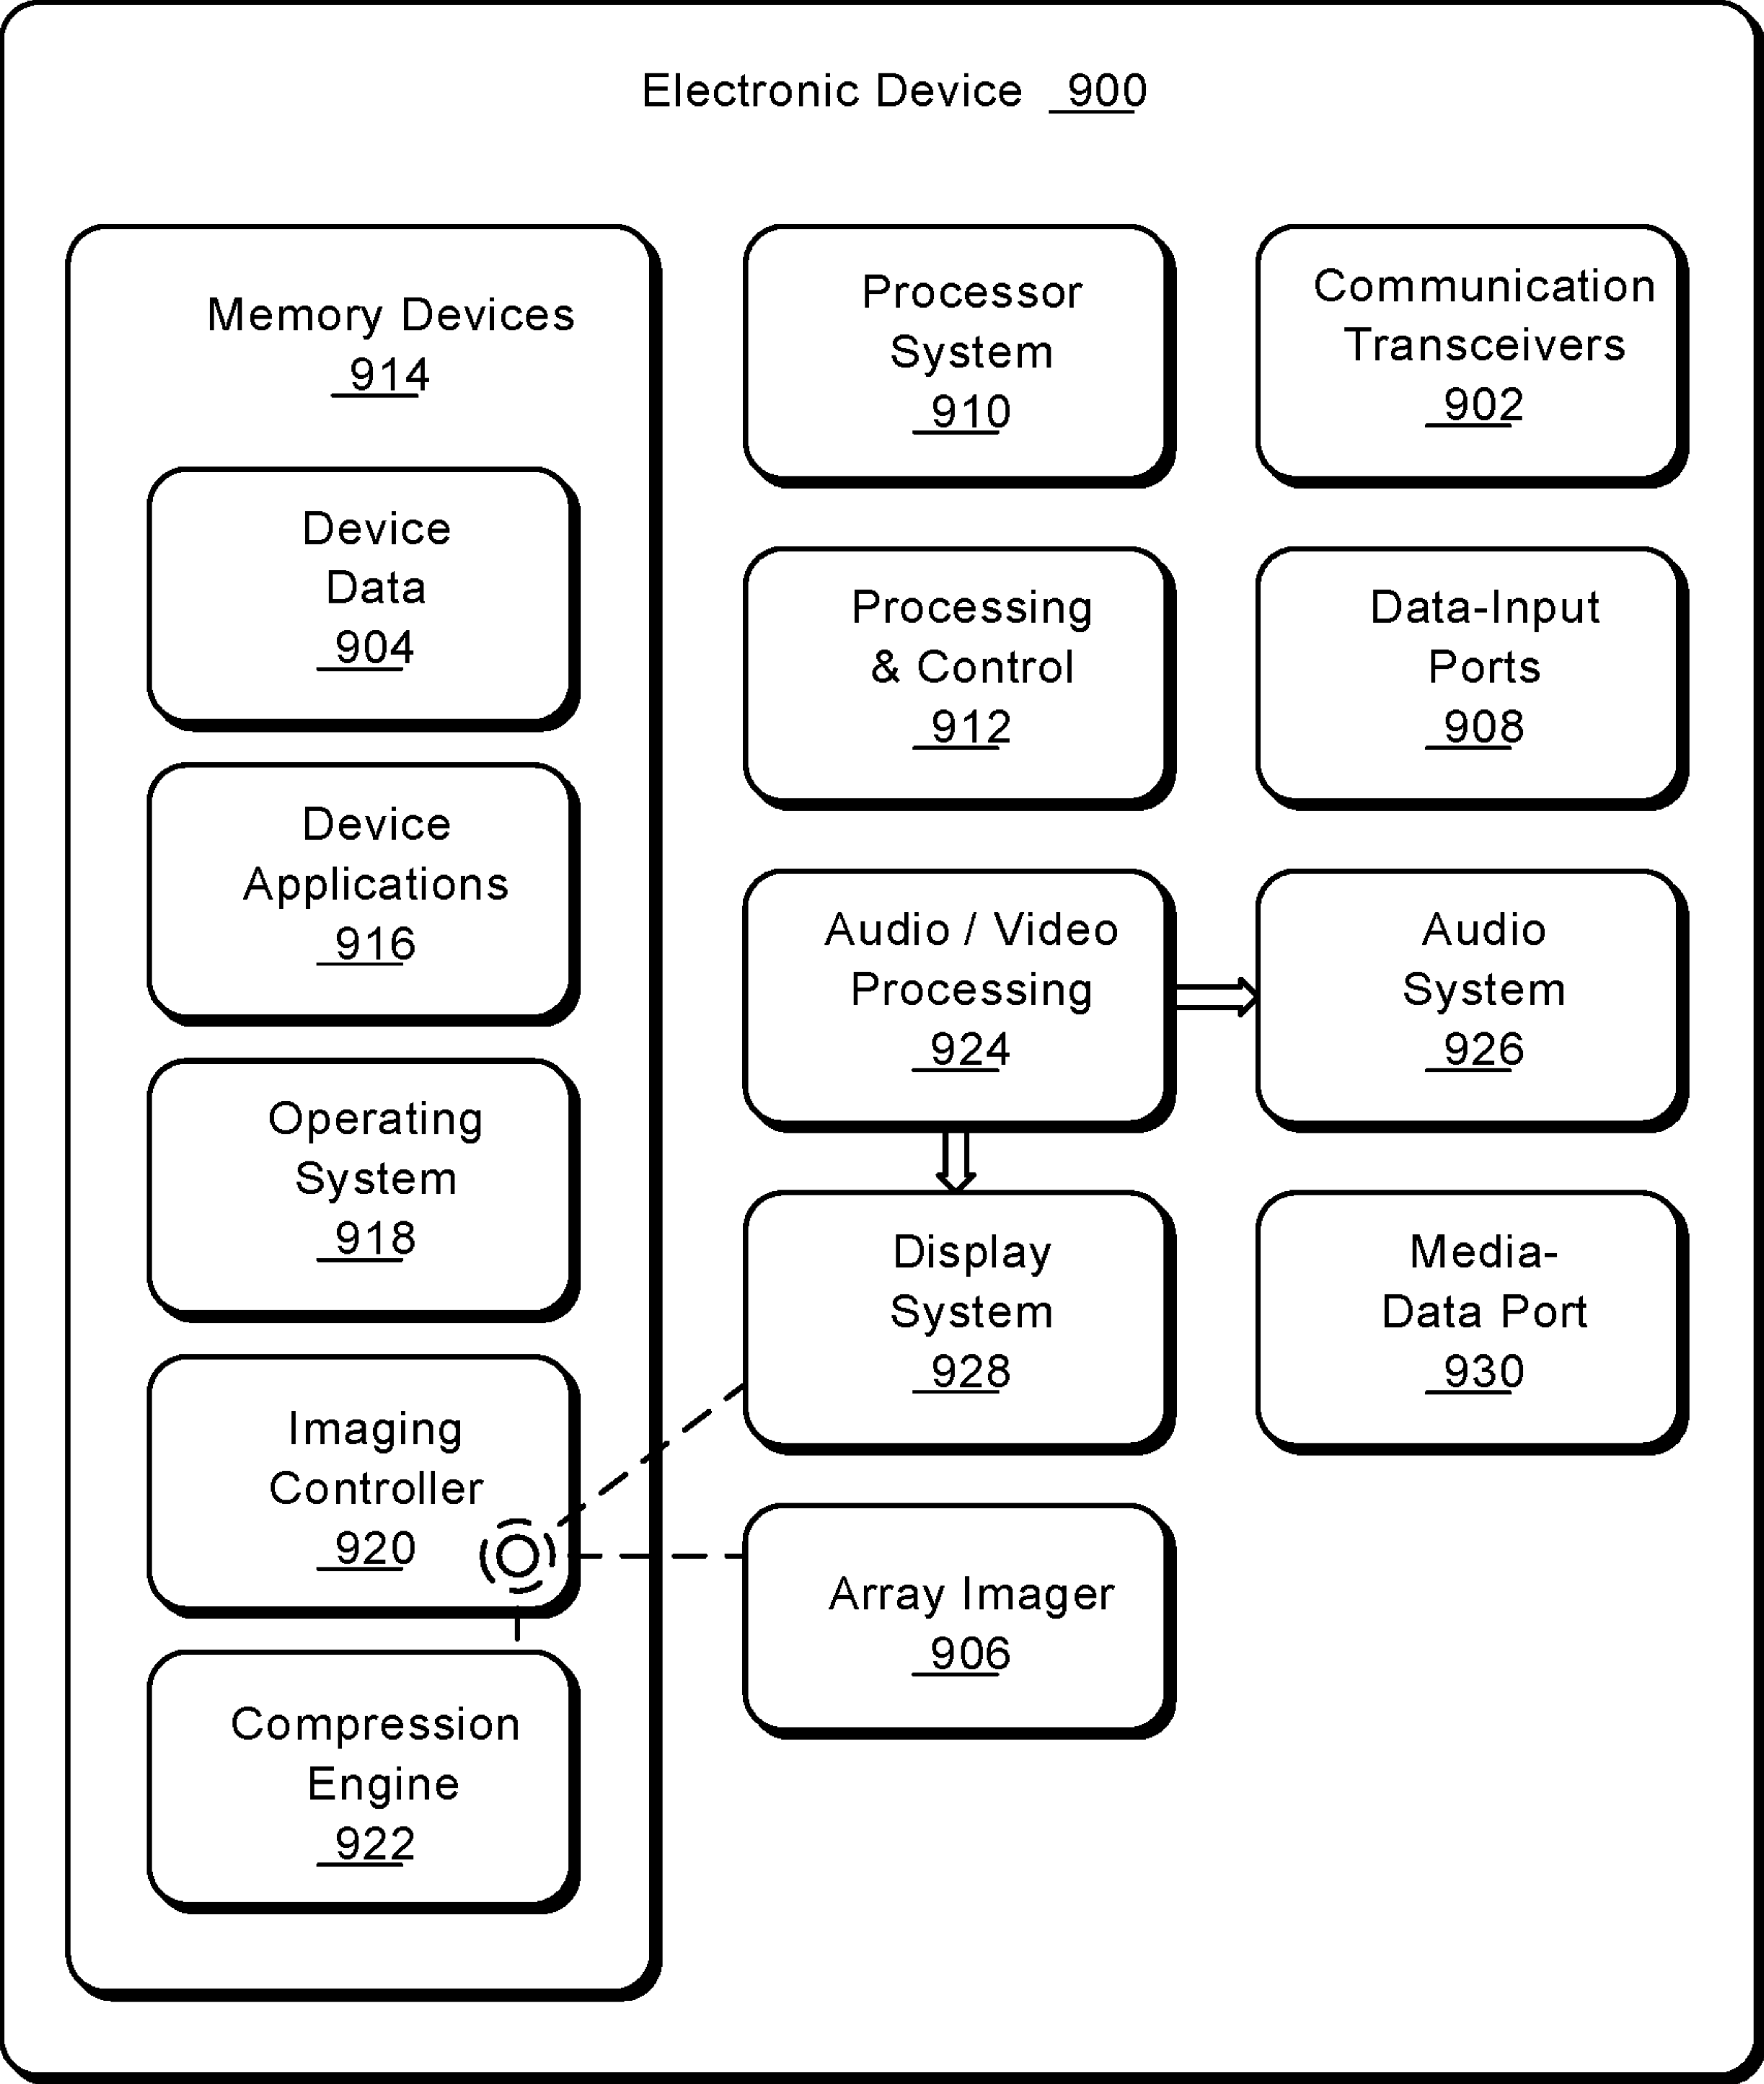 Electronic Device 900
Memory Devices
914
Device
Data
904
Device
Applications
916
Operating
System
918
Imaging
Controller
920
Compression
Engine
922
Processor
System
910
Communication
Transceivers
902
Processing
& Control
912
Data-Input
Ports
908
Audio / Video
Processing
924
Audio
System
926
Display
System
928
Media-
Data Port
930
Array Imager
906